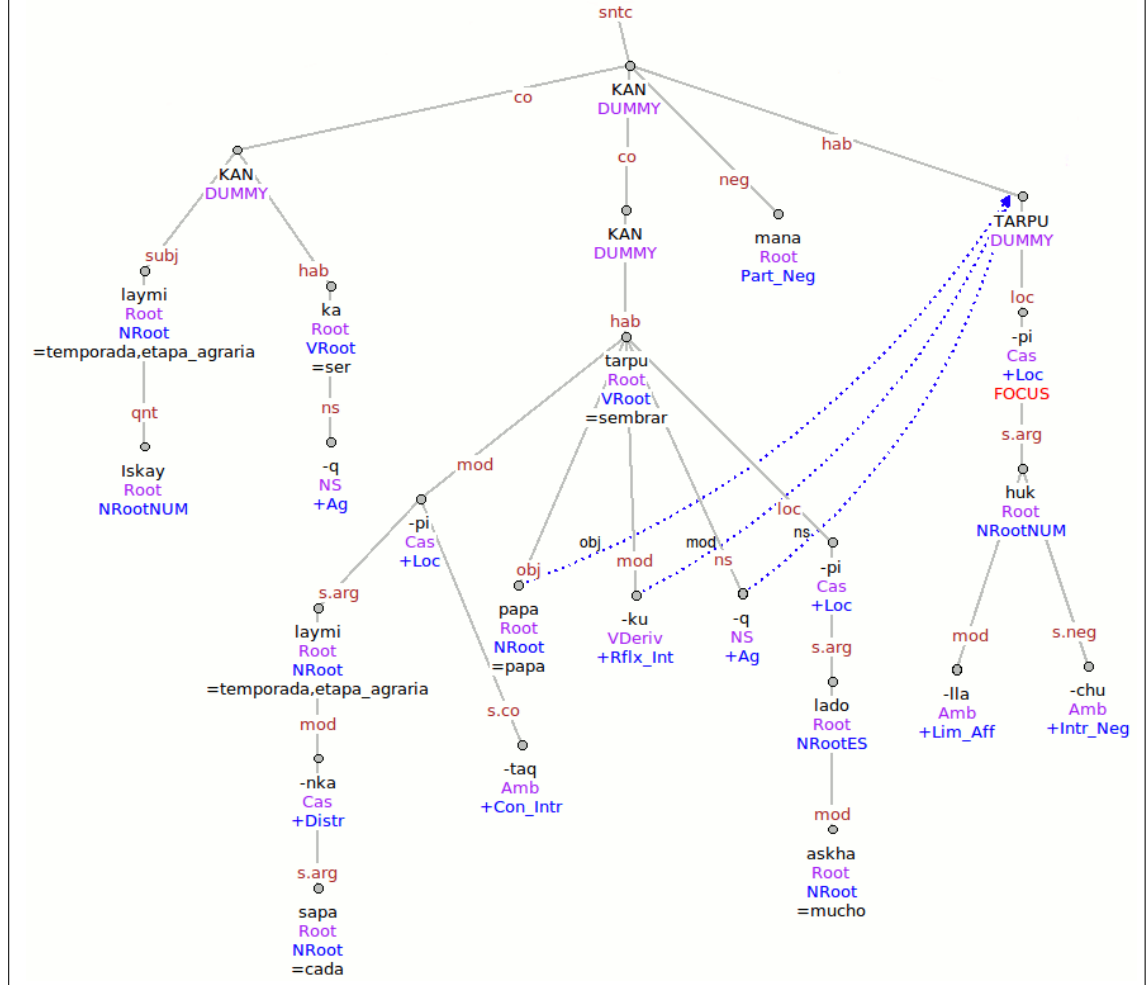 sntc
KAN
DUMMY
co
co
neg
hab
KAN
DUMMY
subj
hab
laymi
Root
NRoot
=temporada,etapa_agraria
qnt
Iskay
Root
NRootNUM
ka
Root
VRoot
=ser
ns
-q
NS
+Ag
KAN
DUMMY
hab
tarpu
Root
VRoot
=sembrar
mana
Root
Part_Neg
TARPU
DUMMY
loc
-pi
Cas
+Loc
FOCUS
s.arg
huk
Root
NRootNUM
mod
s.neg
-lla
Amb
+Lim_Aff
-chu
Amb
+Intr_Neg
mod
-pi
Cas
+Loc
s.arg
s.co
laymi
Root
NRoot
=temporada,etapa_agraria
mod
-nka
Cas
+Distr
s.arg
sapa
Root
NRoot
=cada
-taq
Amb
+Con_Intr
obj
obj
papa
Root
NRoot
=papa
mod
mod
-ku
VDeriv
+Rflx_Int
ns
ns
-q
NS
+Ag
loc
-pi
Cas
+Loc
s.arg
lado
Root
NRootES
mod
askha
Root
NRoot
=mucho